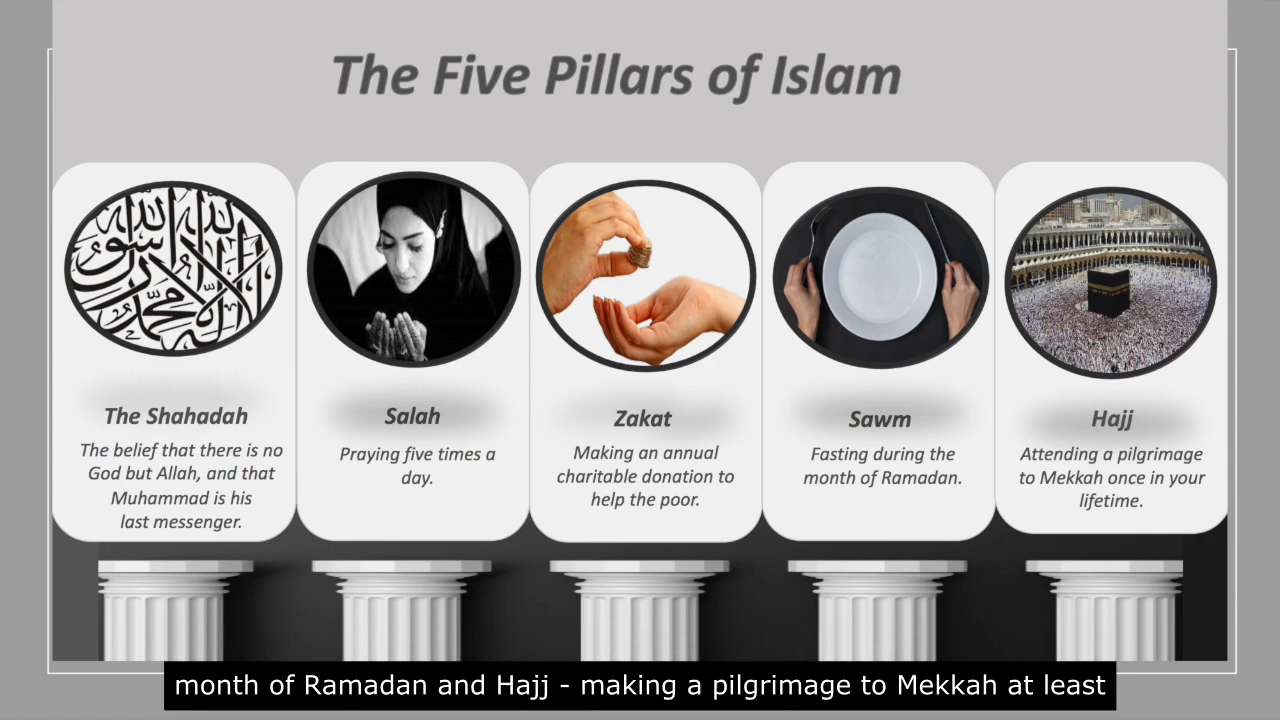 The Five Pillars of Islam
The Shahadah
The belief that there is no
God but Allah, and that
Muhammad is his
last messenger.
Salah
Praying five times a
day.
Zakat
Making an annual
charitable donation to
help the poor.
Sawm
Fasting during the
month of Ramadan.
Hajj
Attending a pilgrimage
to Mekkah once in your
lifetime.
month of Ramadan and Hajj - making a pilgrimage to Mekkah at least